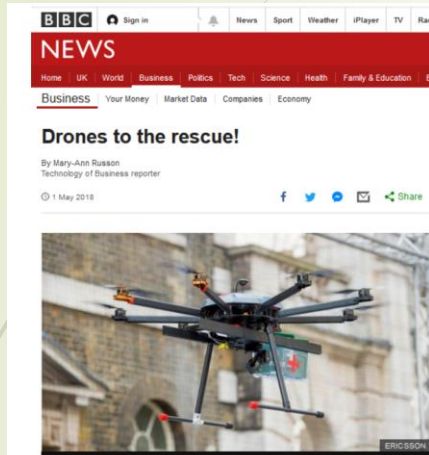 BBC Sign in News Sport Weather iPlayer TV
NEWS
Home UK World Business Politics Tech Science Health Family & Education
Business Your Money Market Data Companies Economy
Drones to the rescue!
By Mary-Ann Russon
Technology of Business reporter
1 May 2018
Share
ERICSSON